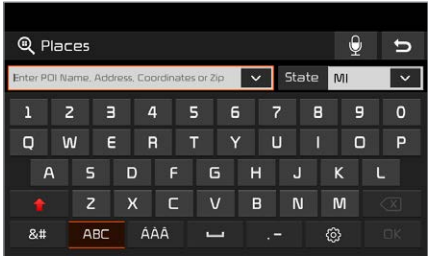 Places
Enter POI Name, Address, Coordinates or Zip State MI
1 2 3 4 5 6 7 8 9 0
Q W E R T Y U I O P
A S D F G H J K L
Z X C V B N M
&# ABC ÀÂÄ .- OK